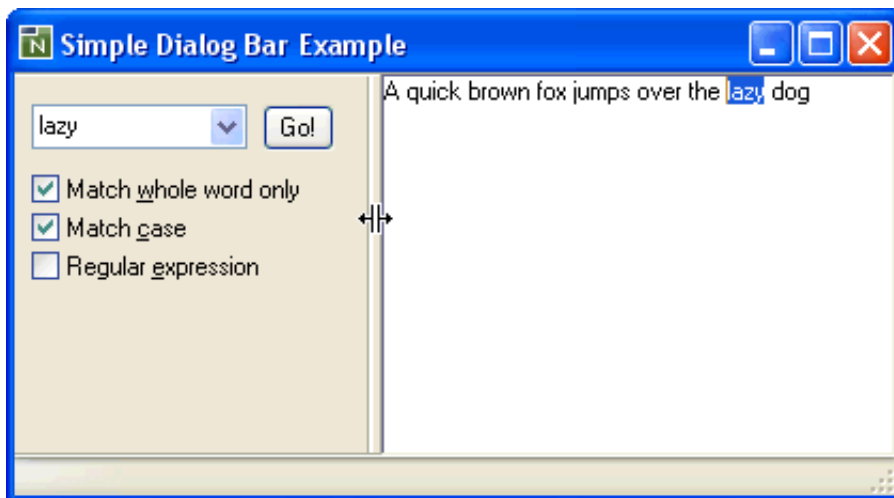 Simple Dialog Bar Example
lazy
Go!
Match whole word only
Match case
Regular expression
A quick brown fox jumps over the lazy dog